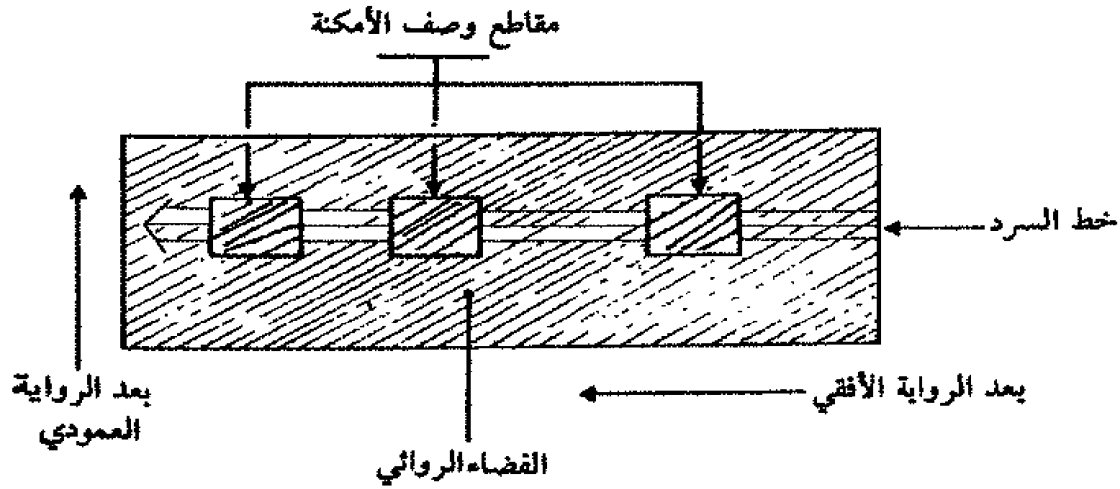 مقاطع وصف الأمكنة
خط السرد
بعد الرواية الأفقي
بعد الرواية
العمودي
الفضاء الروائي